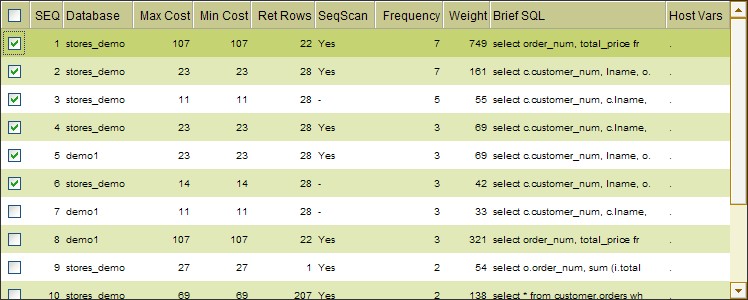 SEQ Database Max Cost Min Cost Ret Rows SeqScan Frequency Weight Brief SQL Host Vars
1 stores_demo 107 107 22 Yes 7 749 select order_num, total_price fr .
2 stores_demo 23 23 28 Yes 7 161 select c.customer_num, lname, o. .
3 stores_demo 11 11 28 - 5 55 select c.customer_num, c.lname, .
4 stores_demo 23 23 28 Yes 3 69 select c.customer_num, c.lname, .
5 demo1 23 23 28 Yes 3 69 select c.customer_num, lname, o. .
6 stores_demo 14 14 28 - 3 42 select c.customer_num, lname, o. .
7 demo1 11 11 28 - 3 33 select c.customer_num, c.lname, .
8 demo1 107 107 22 Yes 3 321 select order_num, total_price fr .
9 stores_demo 27 27 1 Yes 2 54 select o.order_num, sum (i.total .
10 stores_demo 69 69 207 Yes 2 138 select * from customer,orders wh .